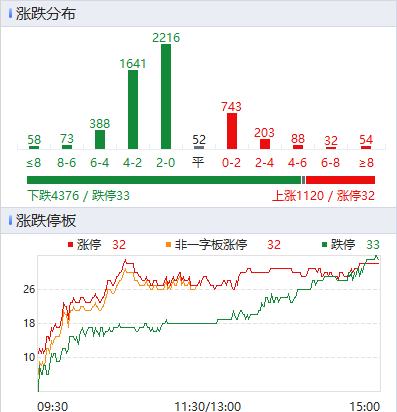 涨跌分布
58 73 388 1641 2216 52 743 203 88 32 54
≤8 8-6 6-4 4-2 2-0 平 0-2 2-4 4-6 6-8 ≥8
下跌4376 / 跌停33 上涨1120 / 涨停32
涨跌停板
涨停 32 非一字板涨停 32 跌停 33
26
18
10
09:30 11:30/13:00 15:00